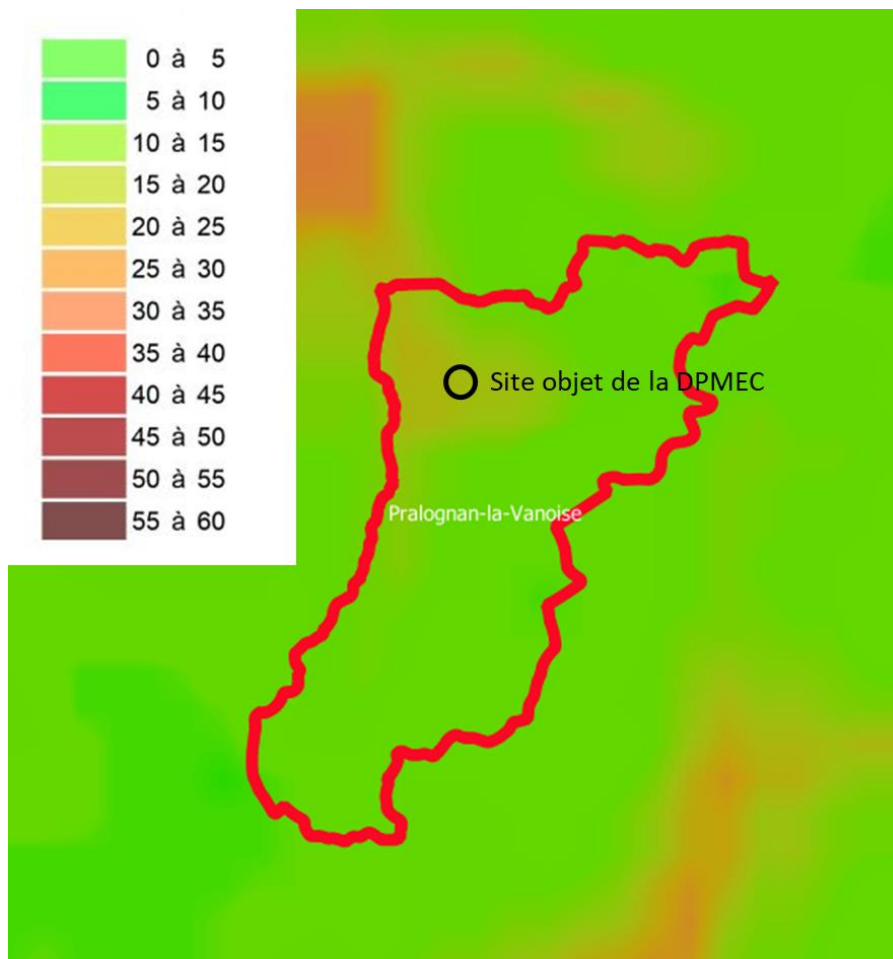 0 à 5
5 à 10
10 à 15
15 à 20
20 à 25
25 à 30
30 à 35
35 à 40
40 à 45
45 à 50
50 à 55
55 à 60
Site objet de la DPMEC
Pralognan-la-Vanoise